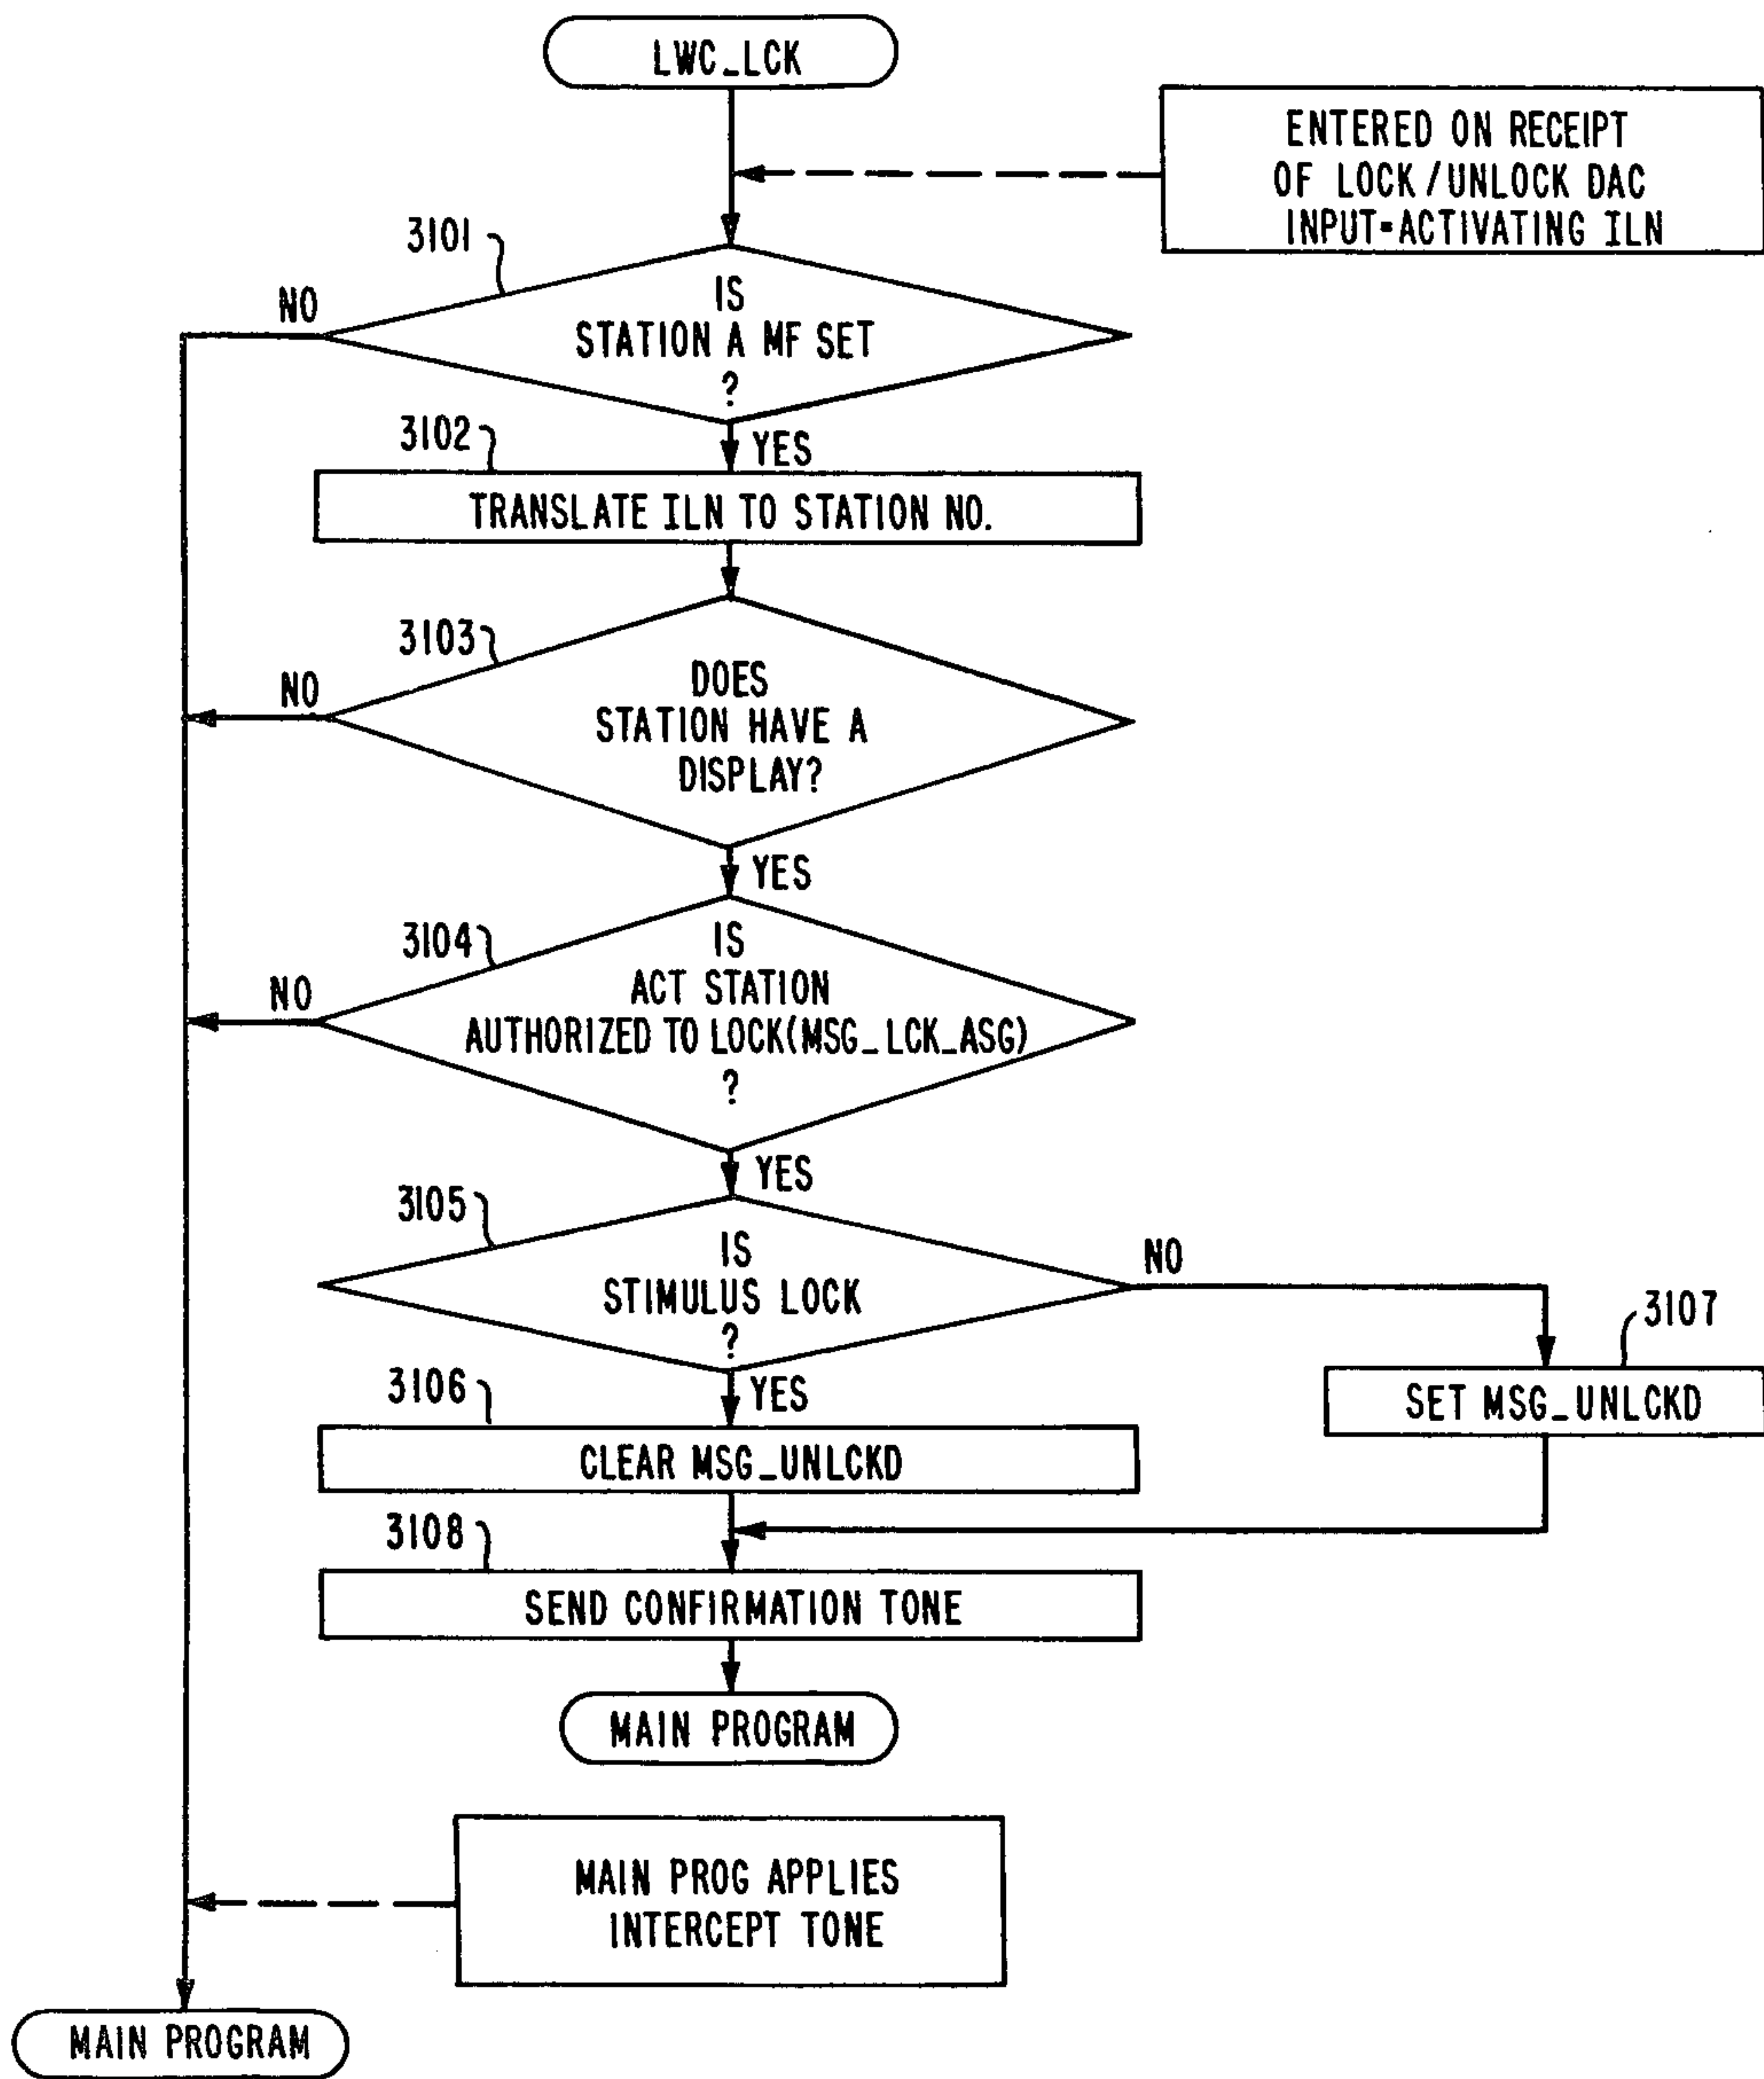 LWC_LCK
ENTERED ON RECEIPT
OF LOCK/UNLOCK DAC
INPUT=ACTIVATING ILN
3101
NO
IS
STATION A MF SET
?
3102
YES
TRANSLATE ILN TO STATION NO.
3103
NO
DOES
STATION HAVE A
DISPLAY?
YES
3104
NO
IS
ACT STATION
AUTHORIZED TO LOCK(MSG_LCK_ASG)
?
YES
3105
IS
STIMULUS LOCK
?
NO
3107
SET MSG_UNLCKD
3106
YES
CLEAR MSG_UNLCKD
3108
SEND CONFIRMATION TONE
MAIN PROGRAM
MAIN PROG APPLIES
INTERCEPT TONE
MAIN PROGRAM